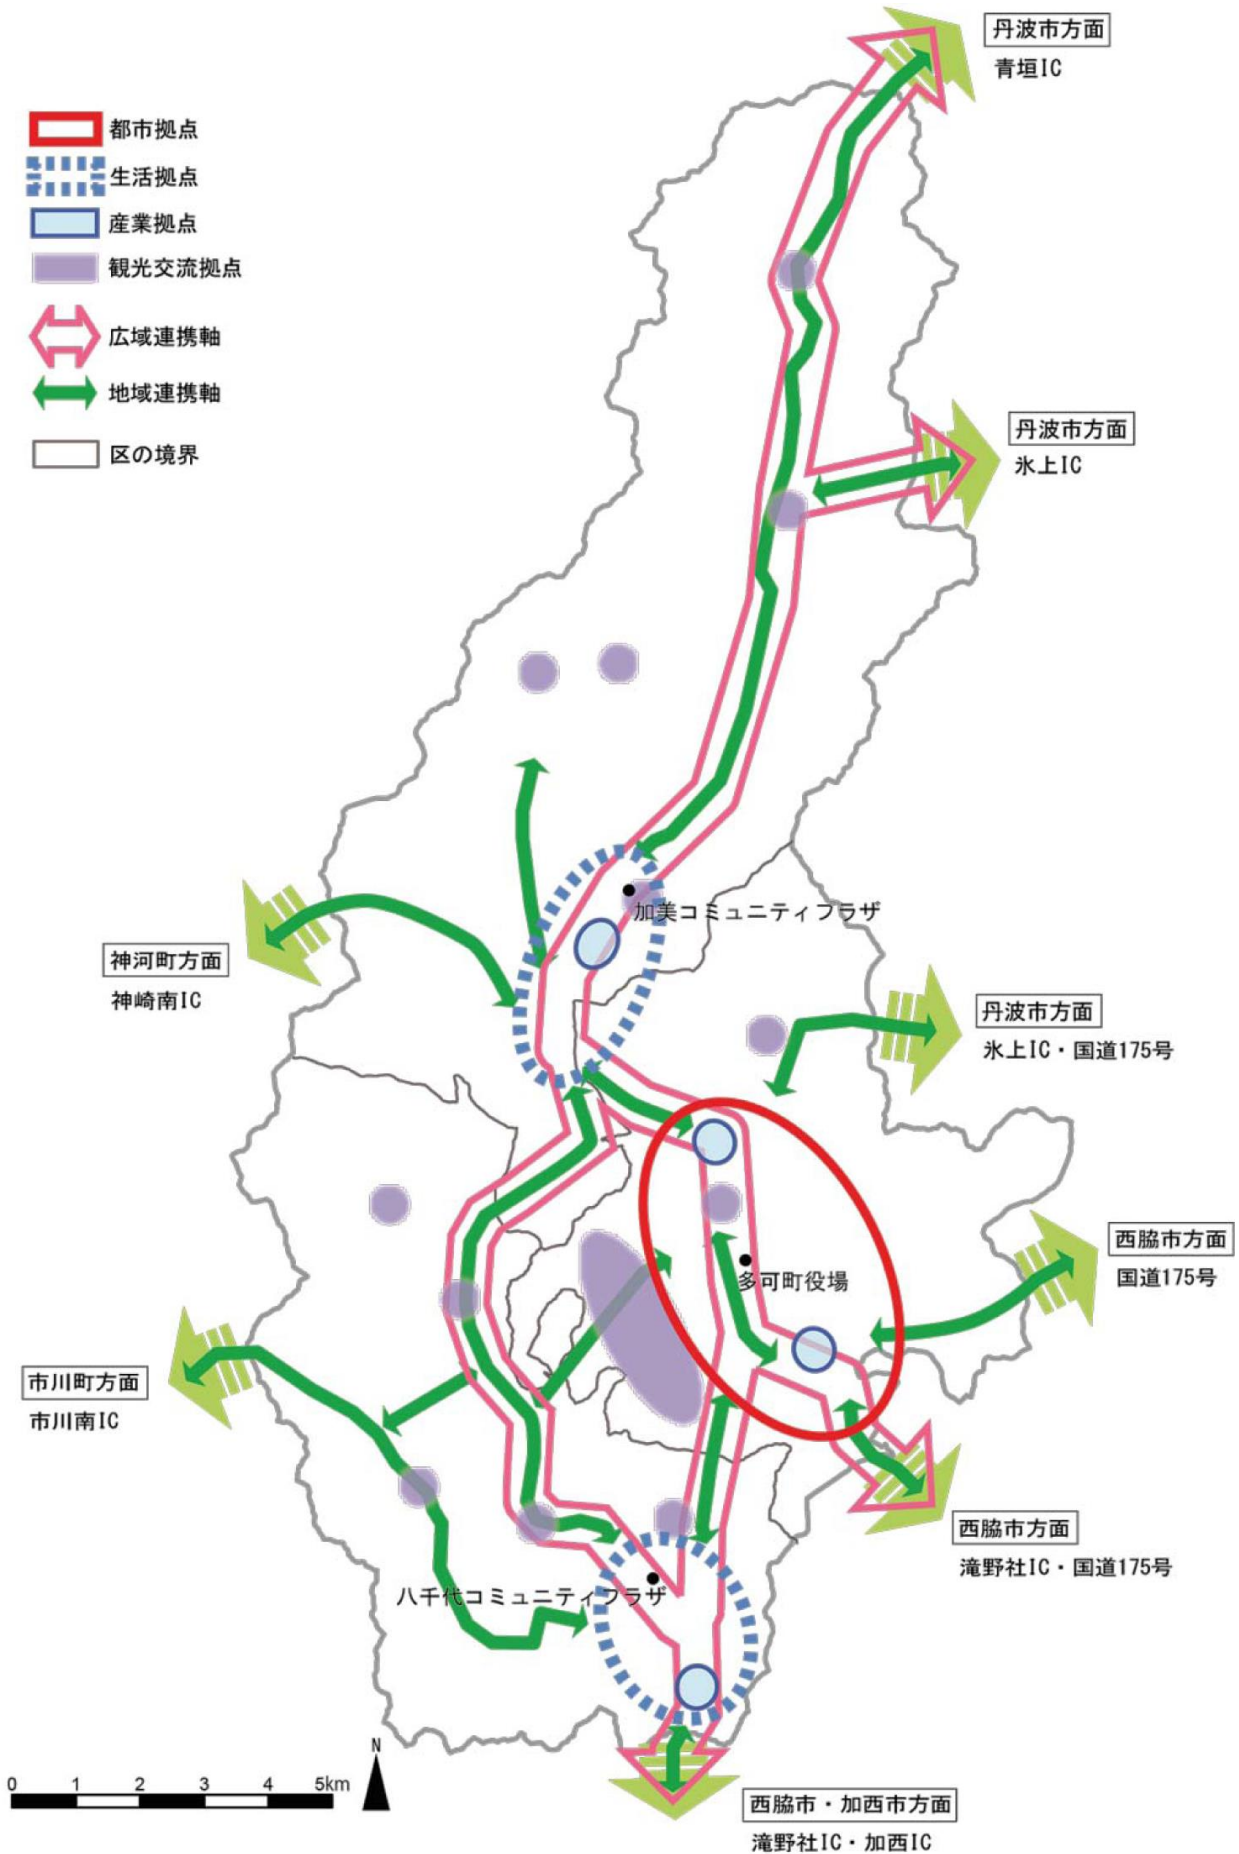 丹波市方面
青垣IC
都市拠点
生活拠点
産業拠点
観光交流拠点
広域連携軸
地域連携軸
区の境界
丹波市方面
氷上IC
加美コミュニティプラザ
神河町方面
神崎南IC
丹波市方面
氷上IC・国道175号
西脇市方面
国道175号
多可町役場
市川町方面
市川南IC
西脇市方面
滝野社IC・国道175号
八千代コミュニティプラザ
N
0 1 2 3 4 5km
西脇市・加西市方面
滝野社IC・加西IC